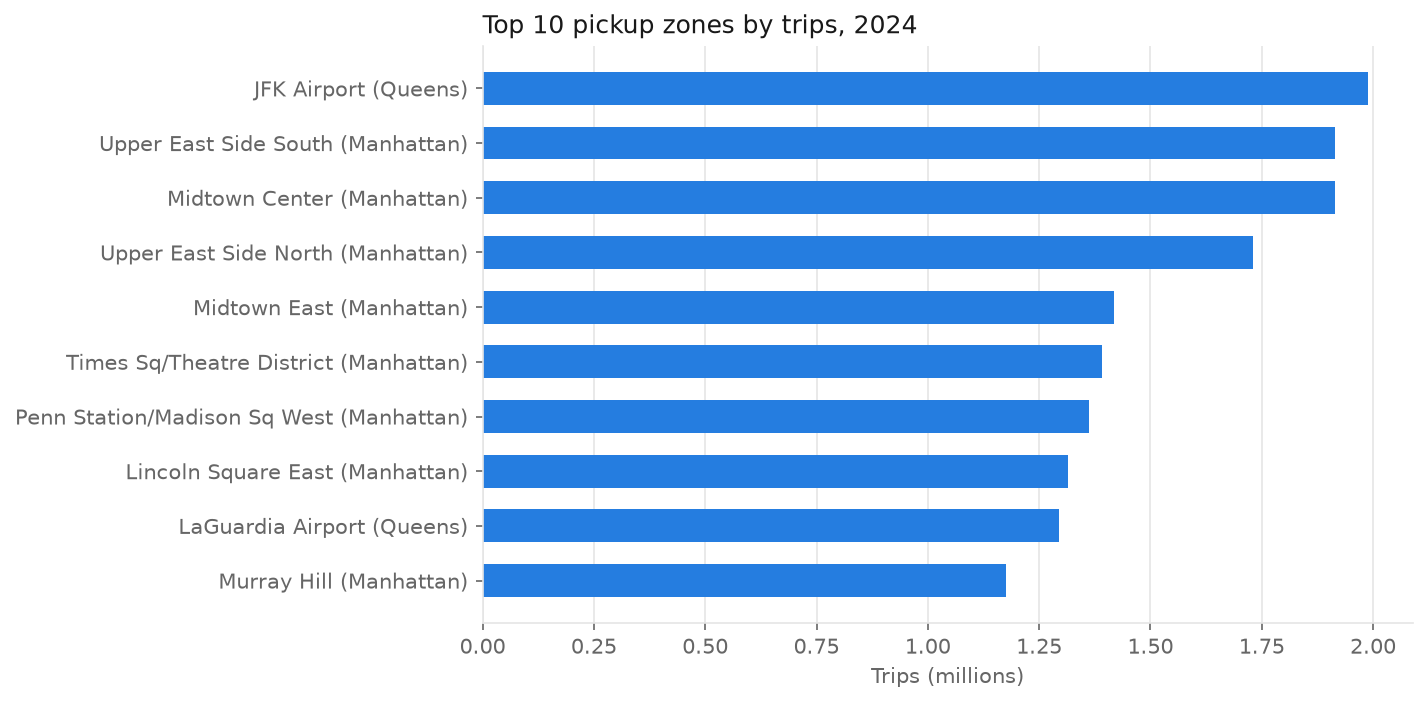 Top 10 pickup zones by trips, 2024
JFK Airport (Queens)
Upper East Side South (Manhattan)
Midtown Center (Manhattan)
Upper East Side North (Manhattan)
Midtown East (Manhattan)
Times Sq/Theatre District (Manhattan)
Penn Station/Madison Sq West (Manhattan)
Lincoln Square East (Manhattan)
LaGuardia Airport (Queens)
Murray Hill (Manhattan)
0.00 0.25 0.50 0.75 1.00 1.25 1.50 1.75 2.00
Trips (millions)